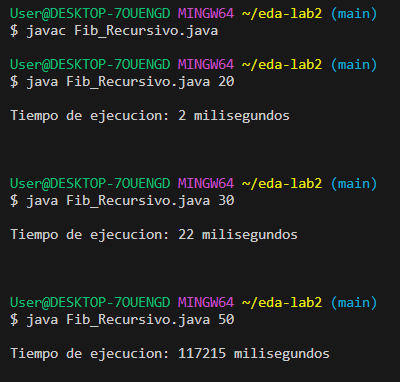 User@DESKTOP-7OUENGD MINGW64 ~/eda-lab2 (main)
$ javac Fib_Recursivo.java
User@DESKTOP-7OUENGD MINGW64 ~/eda-lab2 (main)
$ java Fib_Recursivo.java 20
Tiempo de ejecucion: 2 milisegundos
User@DESKTOP-7OUENGD MINGW64 ~/eda-lab2 (main)
$ java Fib_Recursivo.java 30
Tiempo de ejecucion: 22 milisegundos
User@DESKTOP-7OUENGD MINGW64 ~/eda-lab2 (main)
$ java Fib_Recursivo.java 50
Tiempo de ejecucion: 117215 milisegundos